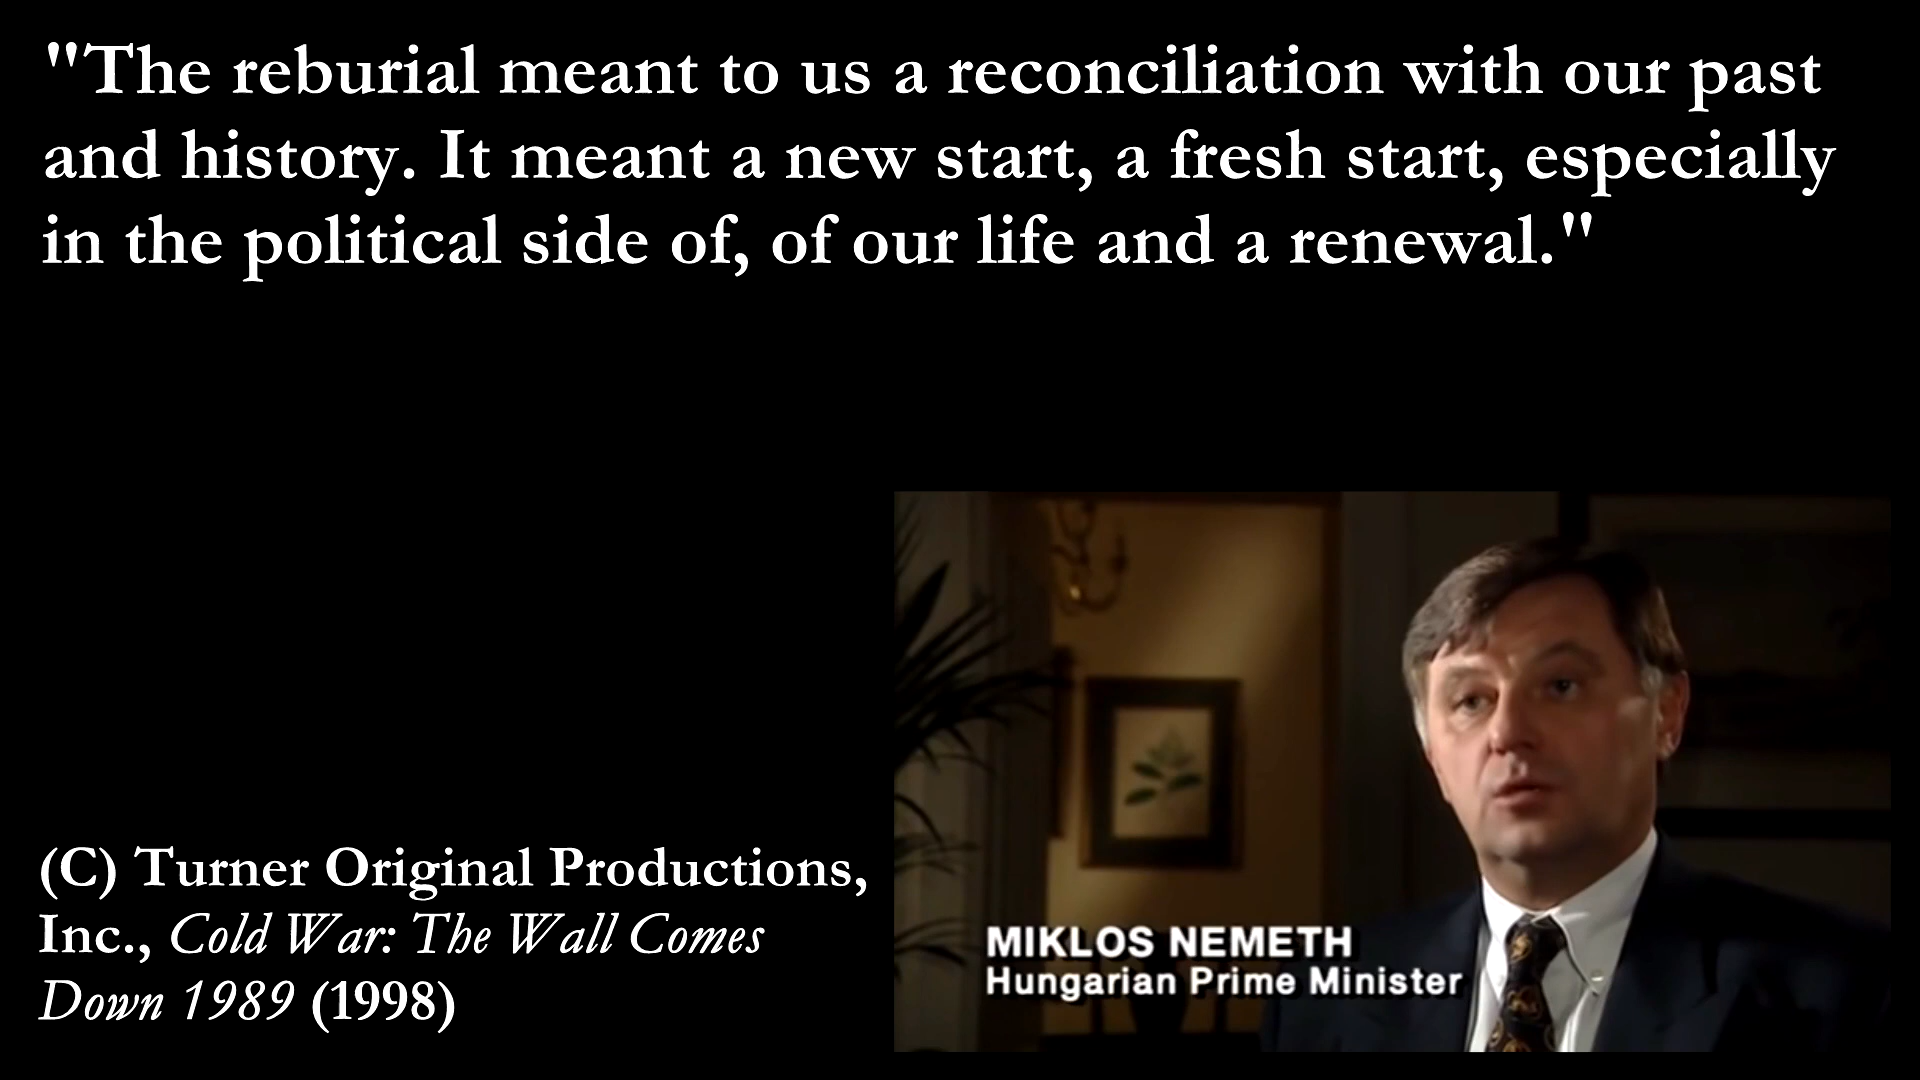 "The reburial meant to us a reconciliation with our past
and history. It meant a new start, a fresh start, especially
in the political side of, of our life and a renewal."
(C) Turner Original Productions,
Inc., Cold War: The Wall Comes
Down 1989 (1998)
MIKLOS NEMETH
Hungarian Prime Minister